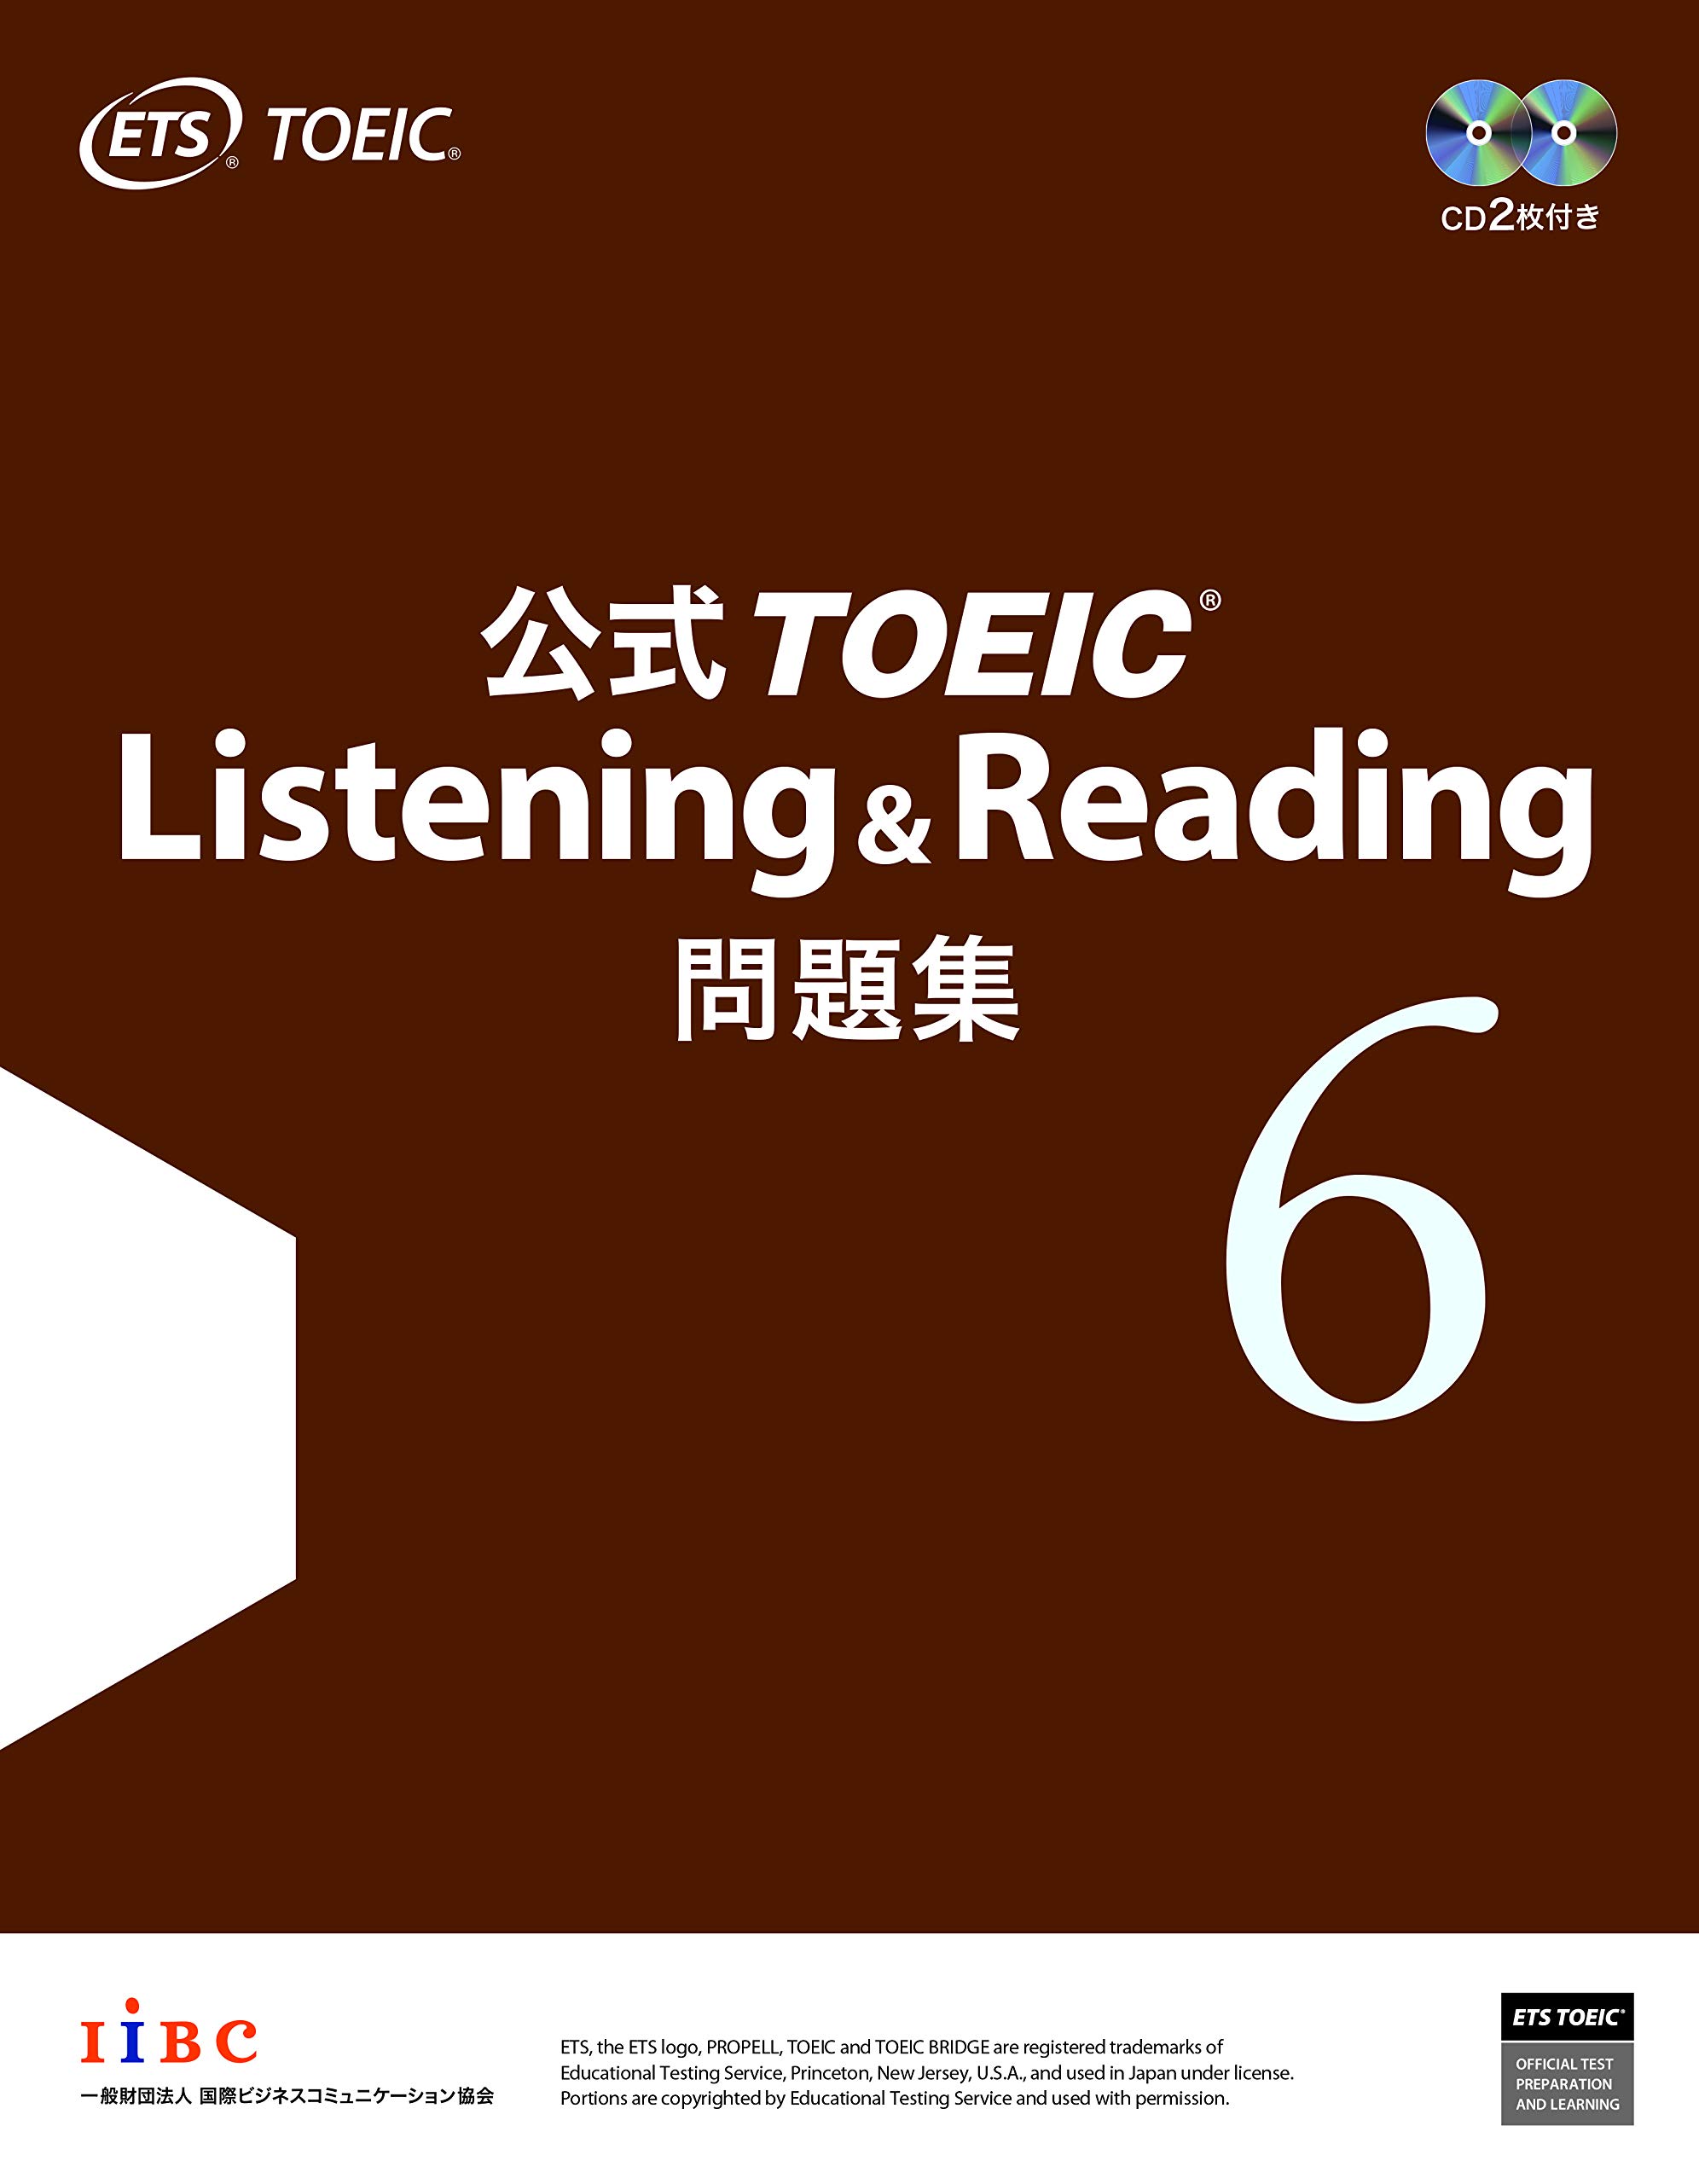 ETS® TOEIC®
CD2枚付き
公式 TOEIC®
Listening & Reading
問題集
6
IIBC
一般財団法人 国際ビジネスコミュニケーション協会
ETS, the ETS logo, PROPELL, TOEIC and TOEIC BRIDGE are registered trademarks of
Educational Testing Service, Princeton, New Jersey, U.S.A., and used in Japan under license.
Portions are copyrighted by Educational Testing Service and used with permission.
ETS TOEIC®
OFFICIAL TEST
PREPARATION
AND LEARNING